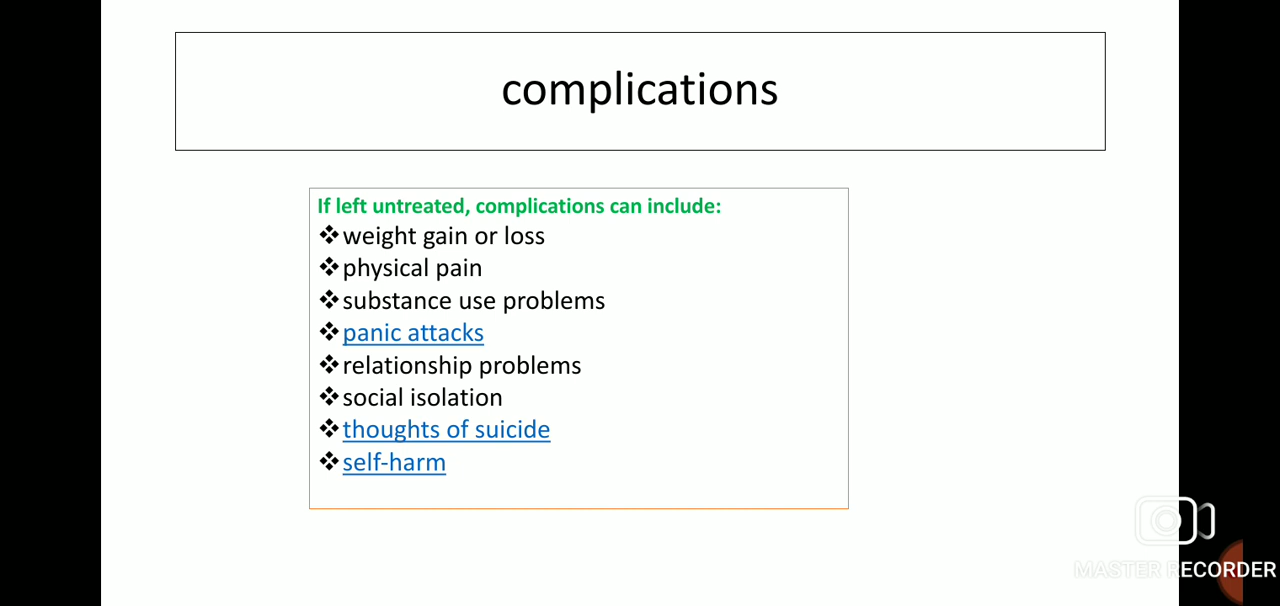 complications
If left untreated, complications can include:
❖weight gain or loss
❖physical pain
❖substance use problems
❖panic attacks
❖relationship problems
❖social isolation
❖thoughts of suicide
❖self-harm
MASTER RECORDER